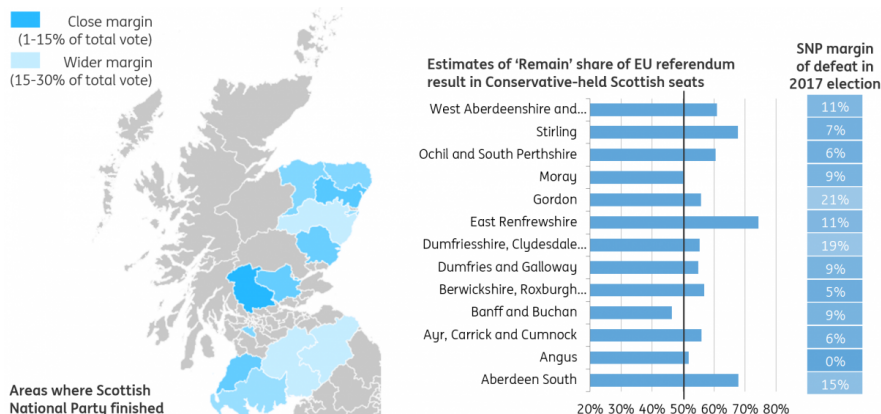 Close margin
(1-15% of total vote)
Wider margin
(15-30% of total vote)
Areas where Scottish
National Party finished
Estimates of ‘Remain’ share of EU referendum
result in Conservative-held Scottish seats
SNP margin
of defeat in
2017 election
West Aberdeenshire and... 11%
Stirling 7%
Ochil and South Perthshire 6%
Moray 9%
Gordon 21%
East Renfrewshire 11%
Dumfriesshire, Clydesdale... 19%
Dumfries and Galloway 9%
Berwickshire, Roxburgh ... 5%
Banff and Buchan 9%
Ayr, Carrick and Cumnock 6%
Angus 0%
Aberdeen South 15%
20% 30% 40% 50% 60% 70% 80%